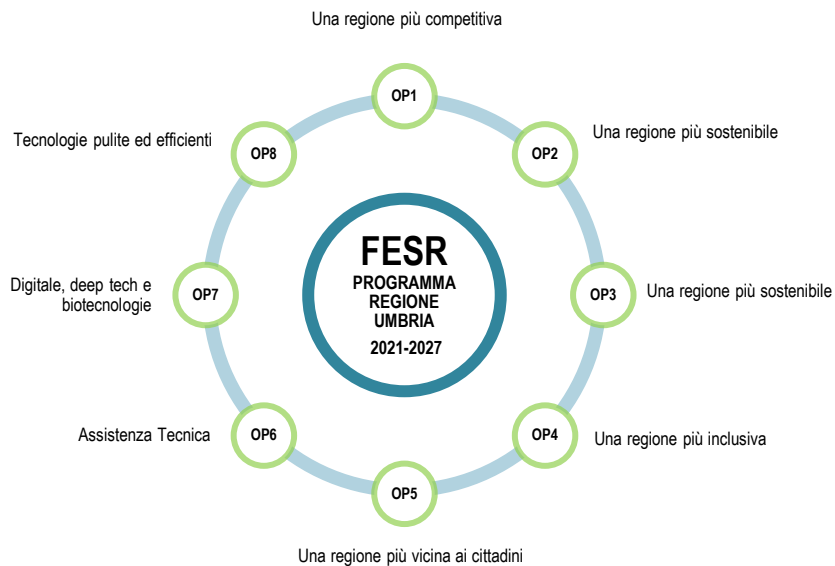 Una regione più competitiva
OP1
Una regione più sostenibile
OP2
Una regione più sostenibile
OP3
Una regione più inclusiva
OP4
Una regione più vicina ai cittadini
OP5
Assistenza Tecnica
OP6
Digitale, deep tech e
biotecnologie
OP7
Tecnologie pulite ed efficienti
OP8
FESR
PROGRAMMA
REGIONE
UMBRIA
2021-2027